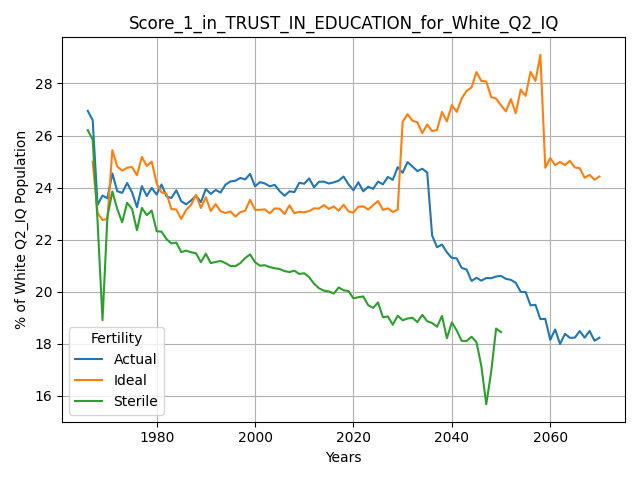 Score_1_in_TRUST_IN_EDUCATION_for_White_Q2_IQ
% of White Q2_IQ Population
28
26
24
22
20
18
16
Fertility
Actual
Ideal
Sterile
1980
2000
2020
2040
2060
Years